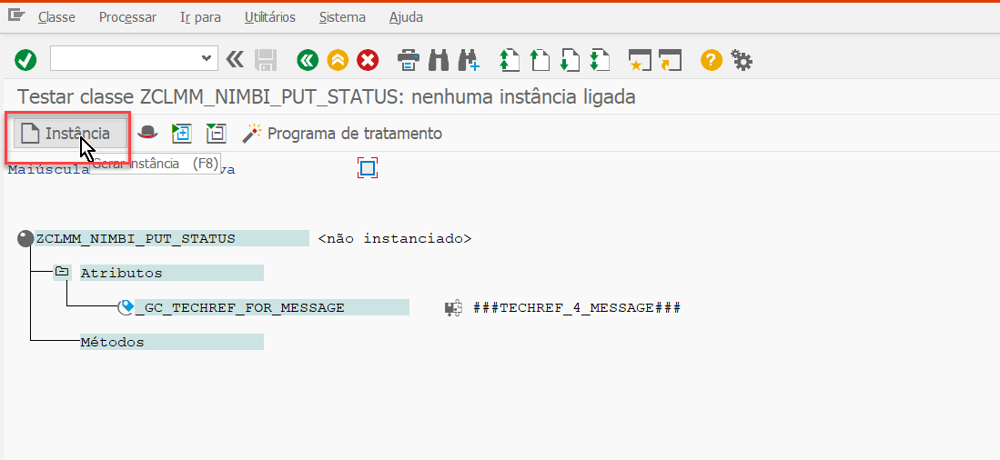 Classe Processar Ir para Utilitários Sistema Ajuda
Testar classe ZCLMM_NIMBI_PUT_STATUS: nenhuma instância ligada
Instância Programa de tratamento
Gerar instância (F8)
Maiúscula va
ZCLMM_NIMBI_PUT_STATUS <não instanciado>
Atributos
_GC_TECHREF_FOR_MESSAGE ###TECHREF_4_MESSAGE###
Métodos